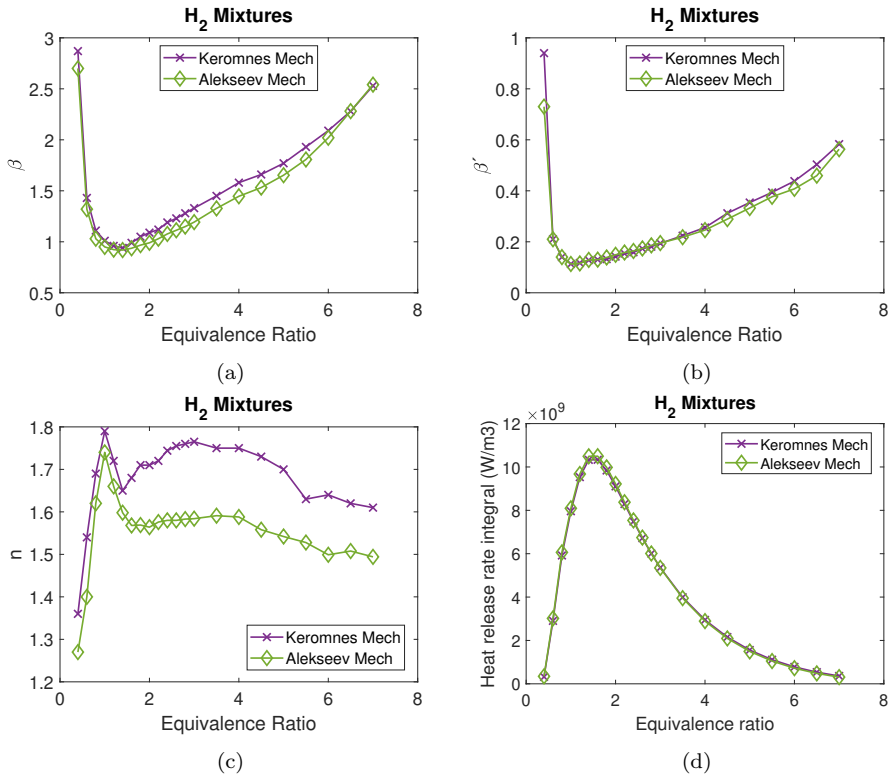 H2 Mixtures
3
2.5
2
1.5
1
0.5
β
Keromnes Mech
Alekseev Mech
0 2 4 6 8
Equivalence Ratio
(a)
H2 Mixtures
1
0.8
0.6
0.4
0.2
0
β´
Keromnes Mech
Alekseev Mech
0 2 4 6 8
Equivalence Ratio
(b)
H2 Mixtures
1.8
1.7
1.6
1.5
1.4
1.3
1.2
n
Keromnes Mech
Alekseev Mech
0 2 4 6 8
Equivalence Ratio
(c)
H2 Mixtures
×10^9
12
10
8
6
4
2
0
Heat release rate integral (W/m3)
Keromnes Mech
Alekseev Mech
0 2 4 6 8
Equivalence ratio
(d)